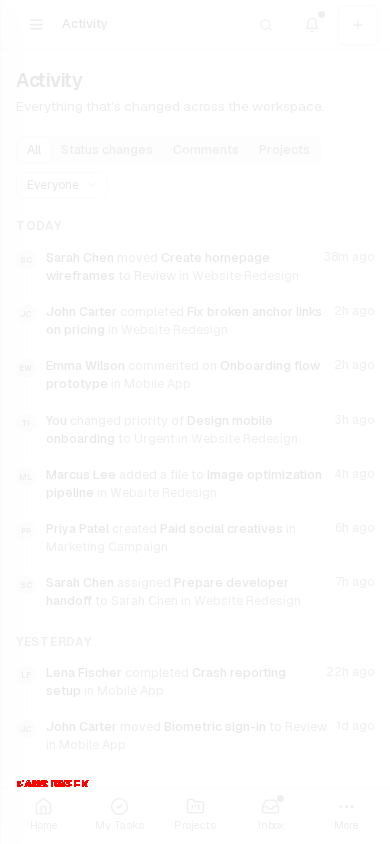 Activity
Activity
Everything that's changed across the workspace.
All Status changes Comments Projects
Everyone
TODAY
SC Sarah Chen moved Create homepage 38m ago
wireframes to Review in Website Redesign
JC John Carter completed Fix broken anchor links 2h ago
on pricing in Website Redesign
EW Emma Wilson commented on Onboarding flow 2h ago
prototype in Mobile App
You changed priority of Design mobile 3h ago
onboarding to Urgent in Website Redesign
ML Marcus Lee added a file to Image optimization 4h ago
pipeline in Website Redesign
PP Priya Patel created Paid social creatives in 6h ago
Marketing Campaign
SC Sarah Chen assigned Prepare developer 7h ago
handoff to Sarah Chen in Website Redesign
YESTERDAY
LF Lena Fischer completed Crash reporting 22h ago
setup in Mobile App
JC John Carter moved Biometric sign-in to Review 1d ago
in Mobile App
Home My Tasks Projects Inbox More